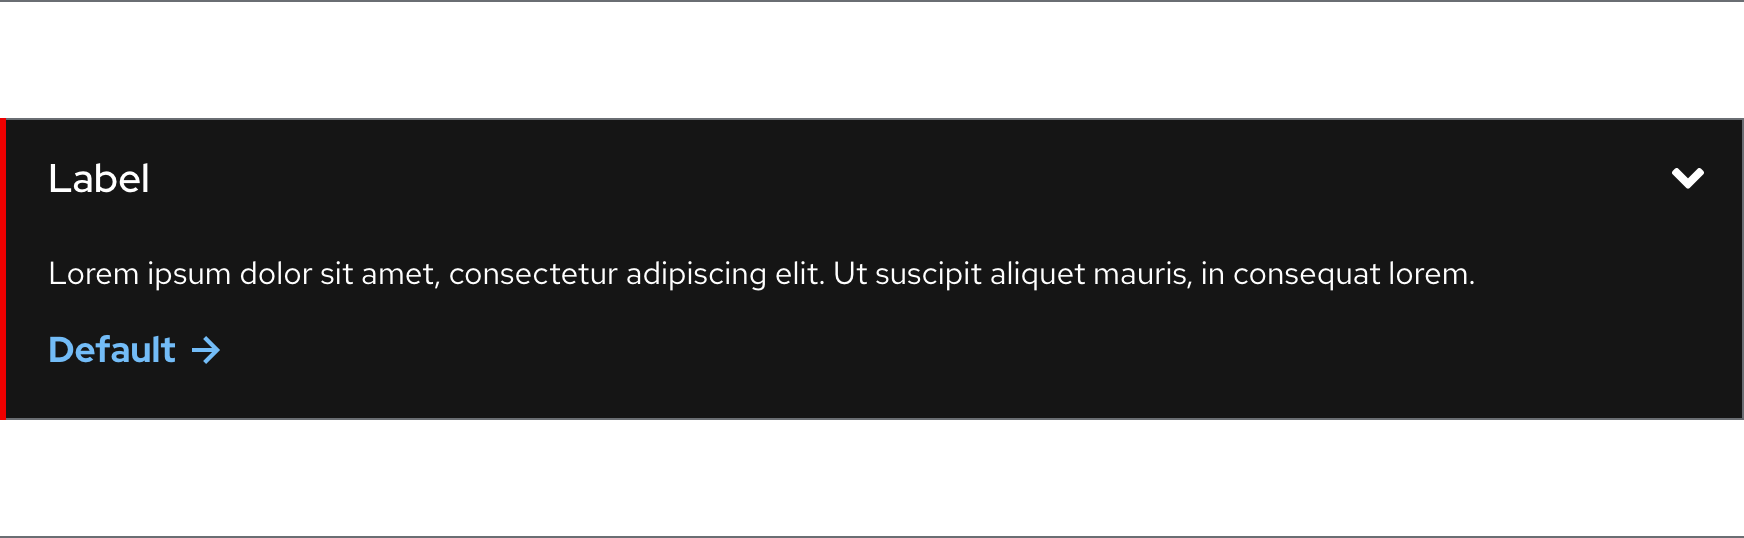 Label
Lorem ipsum dolor sit amet, consectetur adipiscing elit. Ut suscipit aliquet mauris, in consequat lorem.
Default →